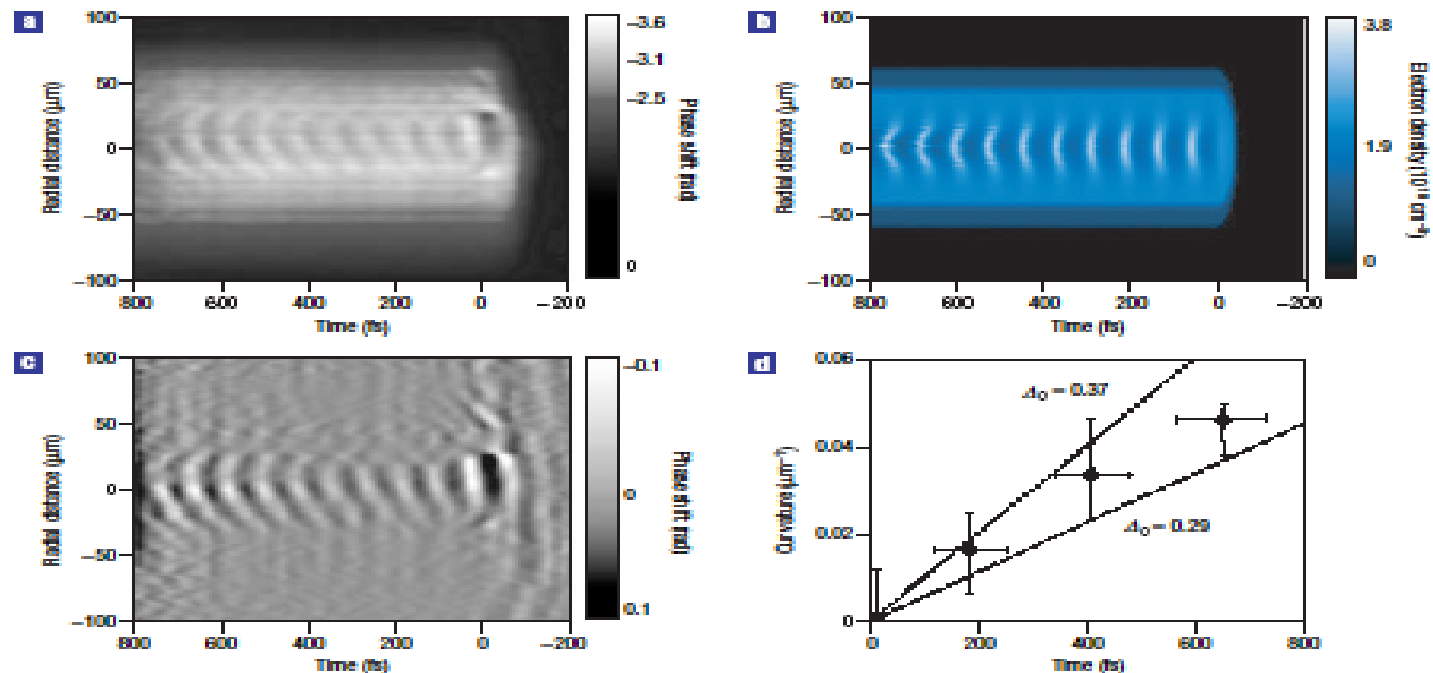 a
100
50
0
−50
−100
Radial distance (μm)
800 600 400 200 0 −200
Time (fs)
−3.6
−3.1
−2.5
0
Phase shift (rad)
b
100
50
0
−50
−100
Radial distance (μm)
800 600 400 200 0 −200
Time (fs)
3.8
1.9
0
Electron density
c
100
50
0
−50
−100
Radial distance (μm)
800 600 400 200 0 −200
Time (fs)
−0.1
0
0.1
Phase shift (rad)
d
0.06
0.04
0.02
0
Curvature (μm⁻¹)
0 200 400 600 800
Time (fs)
= 0.37
= 0.29